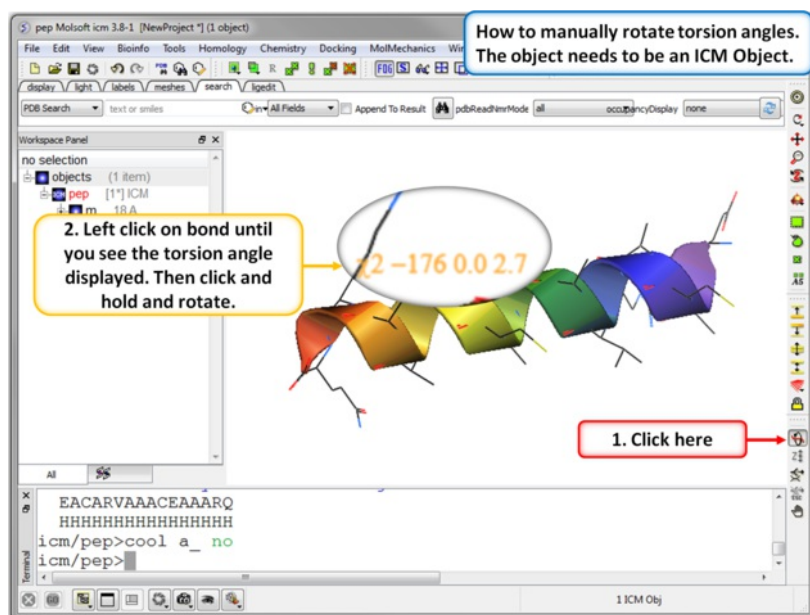 pep Molsoft icm 3.8-1 [NewProject *] (1 object)
How to manually rotate torsion angles.
The object needs to be an ICM Object.
File Edit View Bioinfo Tools Homology Chemistry Docking MolMechanics
display light labels meshes search ligedit
PDB Search text or smiles in All Fields Append To Result pdbReadNmrMode all occupancyDisplay none
Workspace Panel
no selection
objects (1 item)
pep [1*] ICM
m 18 A
2. Left click on bond until
you see the torsion angle
displayed. Then click and
hold and rotate.
χ2 −176 0.0 2.7
1. Click here
All
EACARVAAACEAAARQ
HHHHHHHHHHHHHHHH
icm/pep>cool a_ no
icm/pep>
Terminal
1 ICM Obj